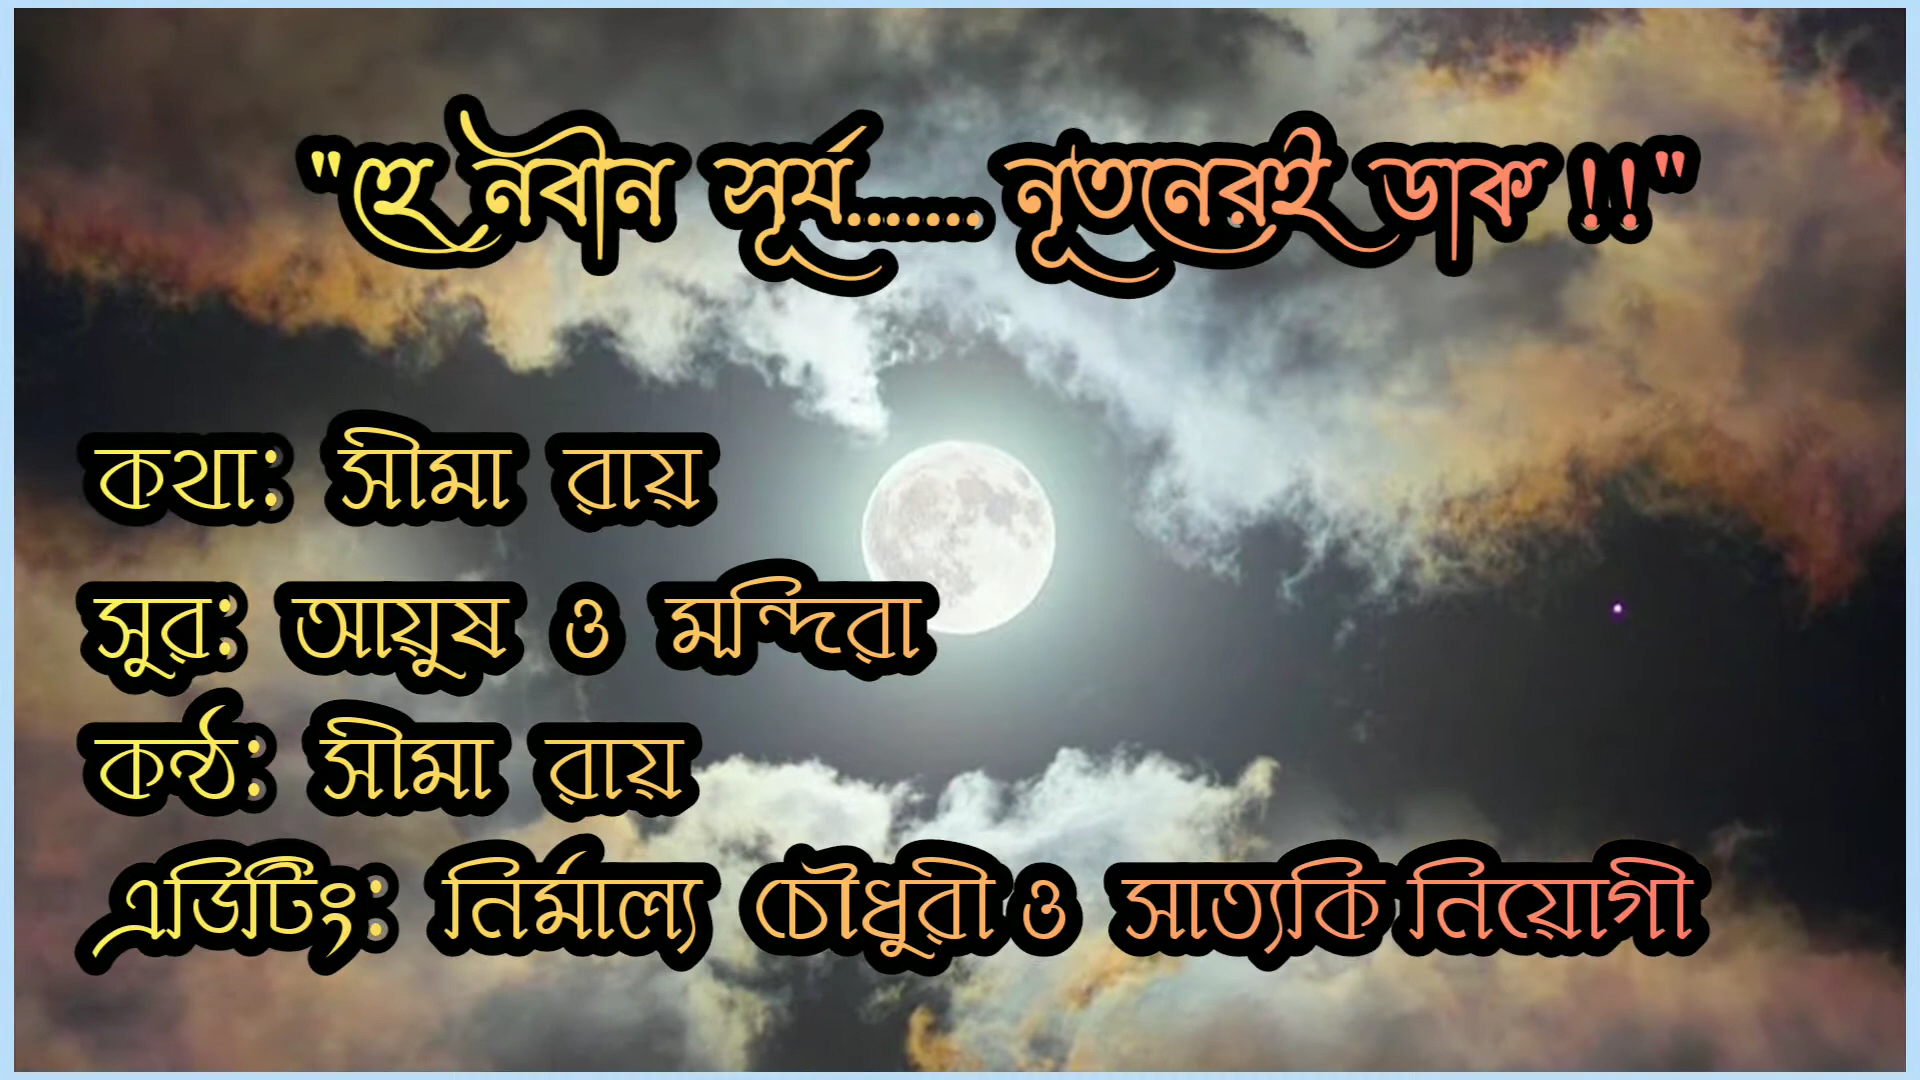 "হে নবীন সূর্য....... নূতনেরই ডাক !!"
কথা: সীমা রায়
সুর: আয়ুষ ও মন্দিরা
কন্ঠ: সীমা রায়
এডিটিং: নির্মাল্য চৌধুরী ও সাত্যকি নিয়োগী